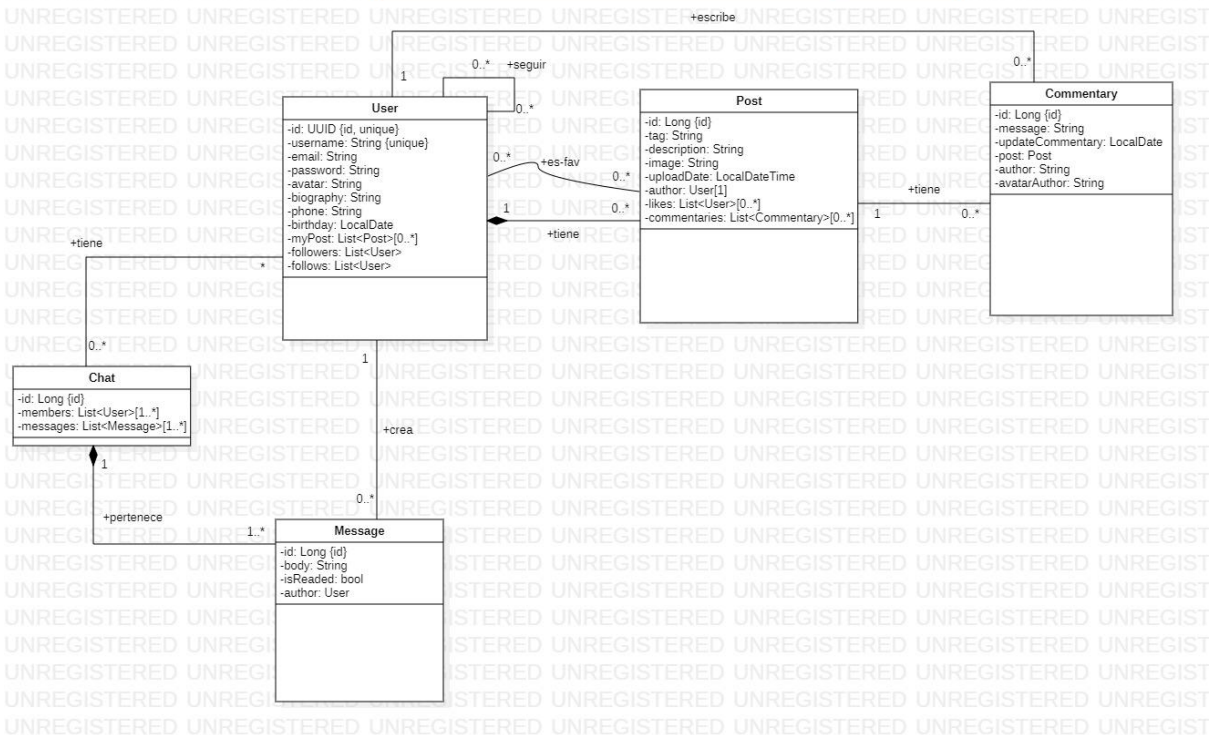 +escribe
1
0..*
0..*
+seguir
0..*
User
-id: UUID {id, unique}
-username: String {unique}
-email: String
-password: String
-avatar: String
-biography: String
-phone: String
-birthday: LocalDate
-myPost: List<Post>[0..*]
-followers: List<User>
-follows: List<User>
0..*
+es-fav
0..*
1
0..*
+tiene
Post
-id: Long {id}
-tag: String
-description: String
-image: String
-uploadDate: LocalDateTime
-author: User[1]
-likes: List<User>[0..*]
-commentaries: List<Commentary>[0..*]
+tiene
1
0..*
Commentary
-id: Long {id}
-message: String
-updateCommentary: LocalDate
-post: Post
-author: String
-avatarAuthor: String
+tiene
*
0..*
Chat
-id: Long {id}
-members: List<User>[1..*]
-messages: List<Message>[1..*]
1
+pertenece
1..*
1
+crea
0..*
Message
-id: Long {id}
-body: String
-isReaded: bool
-author: User
UNREGISTERED